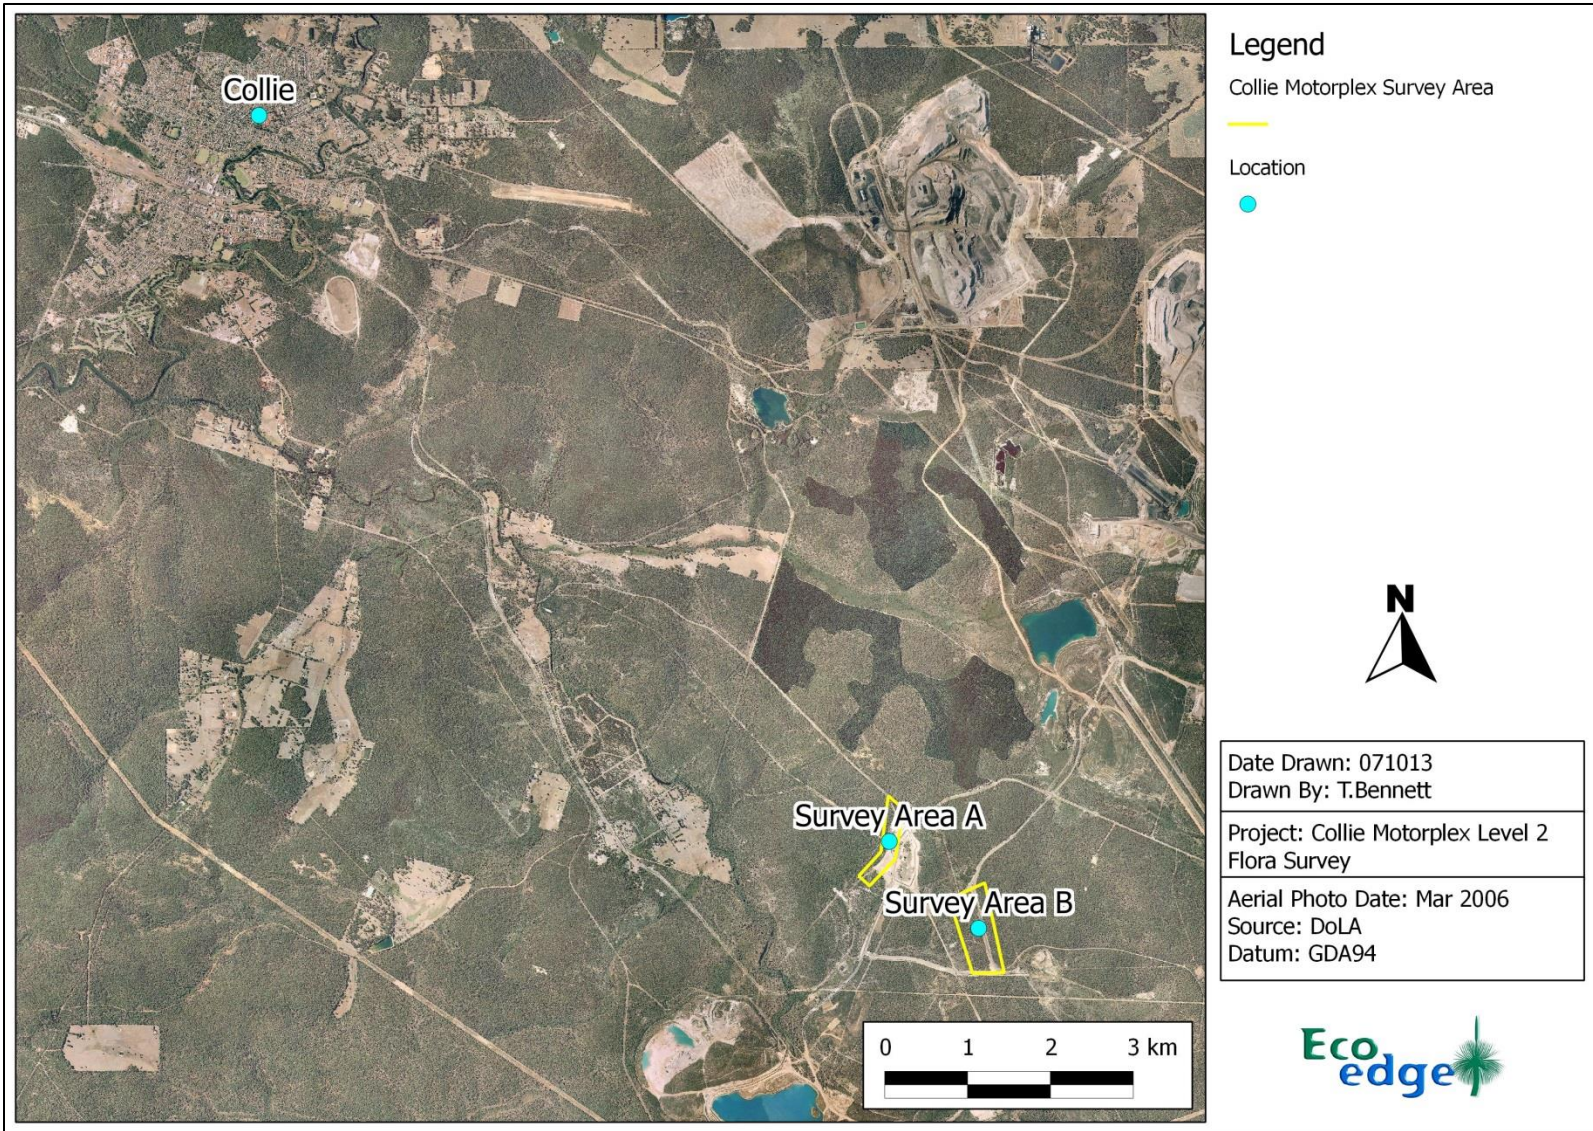 Collie
Survey Area A
Survey Area B
0 1 2 3 km
Legend
Collie Motorplex Survey Area
Location
N
Date Drawn: 071013
Drawn By: T.Bennett
Project: Collie Motorplex Level 2
Flora Survey
Aerial Photo Date: Mar 2006
Source: DoLA
Datum: GDA94
Eco
edge